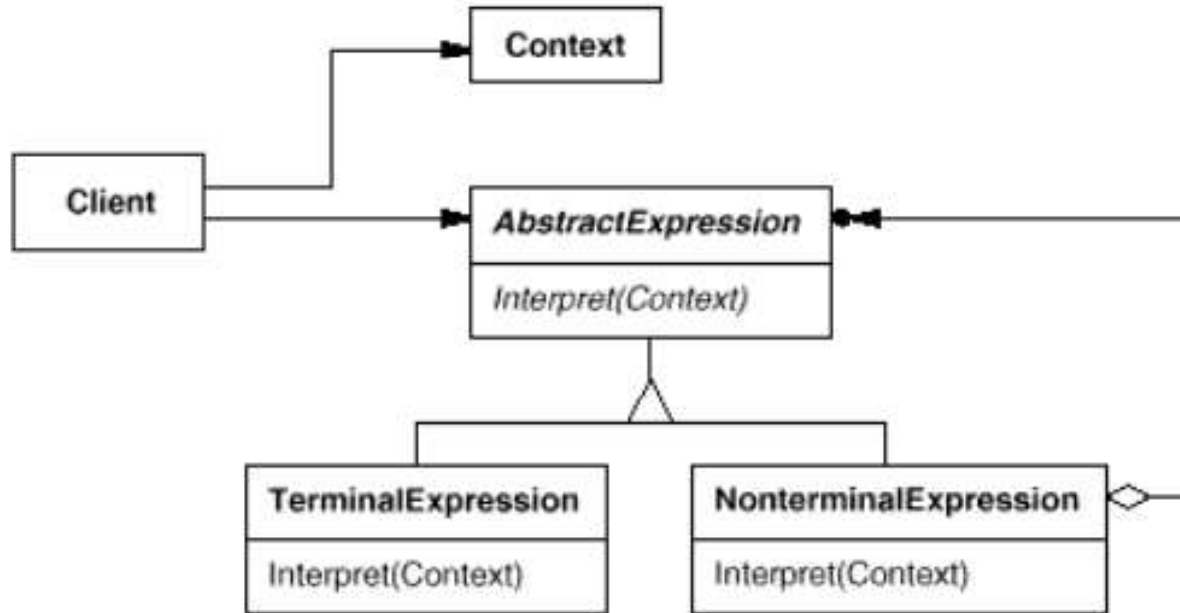 Context
Client
AbstractExpression
Interpret(Context)
TerminalExpression
Interpret(Context)
NonterminalExpression
Interpret(Context)